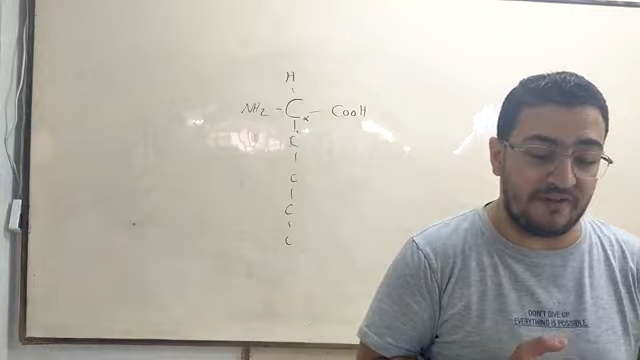 H
NH2 - C α - COOH
C
C
C
C
DON'T GIVE UP
EVERYTHING IS POSSIBLE